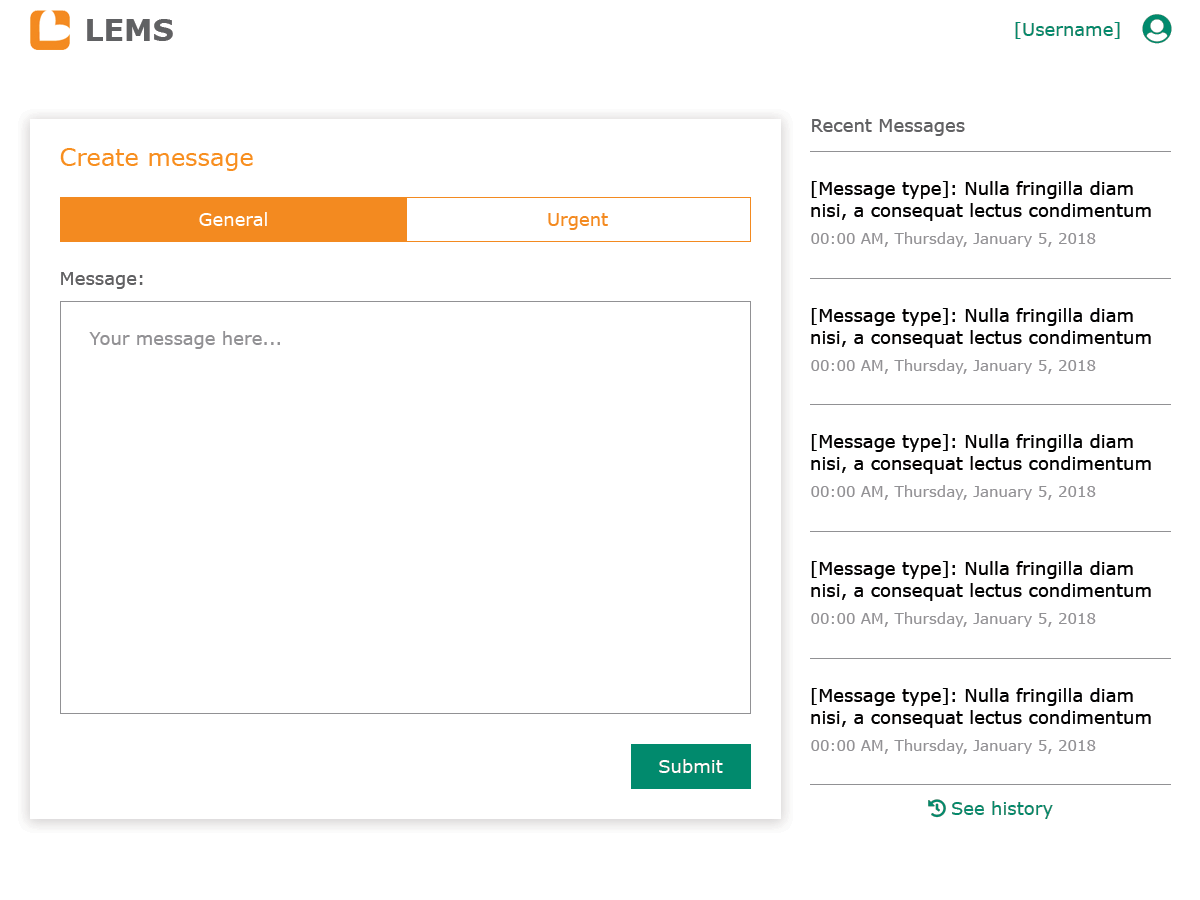 LEMS
[Username]
Create message
General
Urgent
Message:
Your message here...
Submit
Recent Messages
[Message type]: Nulla fringilla diam
nisi, a consequat lectus condimentum
00:00 AM, Thursday, January 5, 2018
[Message type]: Nulla fringilla diam
nisi, a consequat lectus condimentum
00:00 AM, Thursday, January 5, 2018
[Message type]: Nulla fringilla diam
nisi, a consequat lectus condimentum
00:00 AM, Thursday, January 5, 2018
[Message type]: Nulla fringilla diam
nisi, a consequat lectus condimentum
00:00 AM, Thursday, January 5, 2018
[Message type]: Nulla fringilla diam
nisi, a consequat lectus condimentum
00:00 AM, Thursday, January 5, 2018
See history